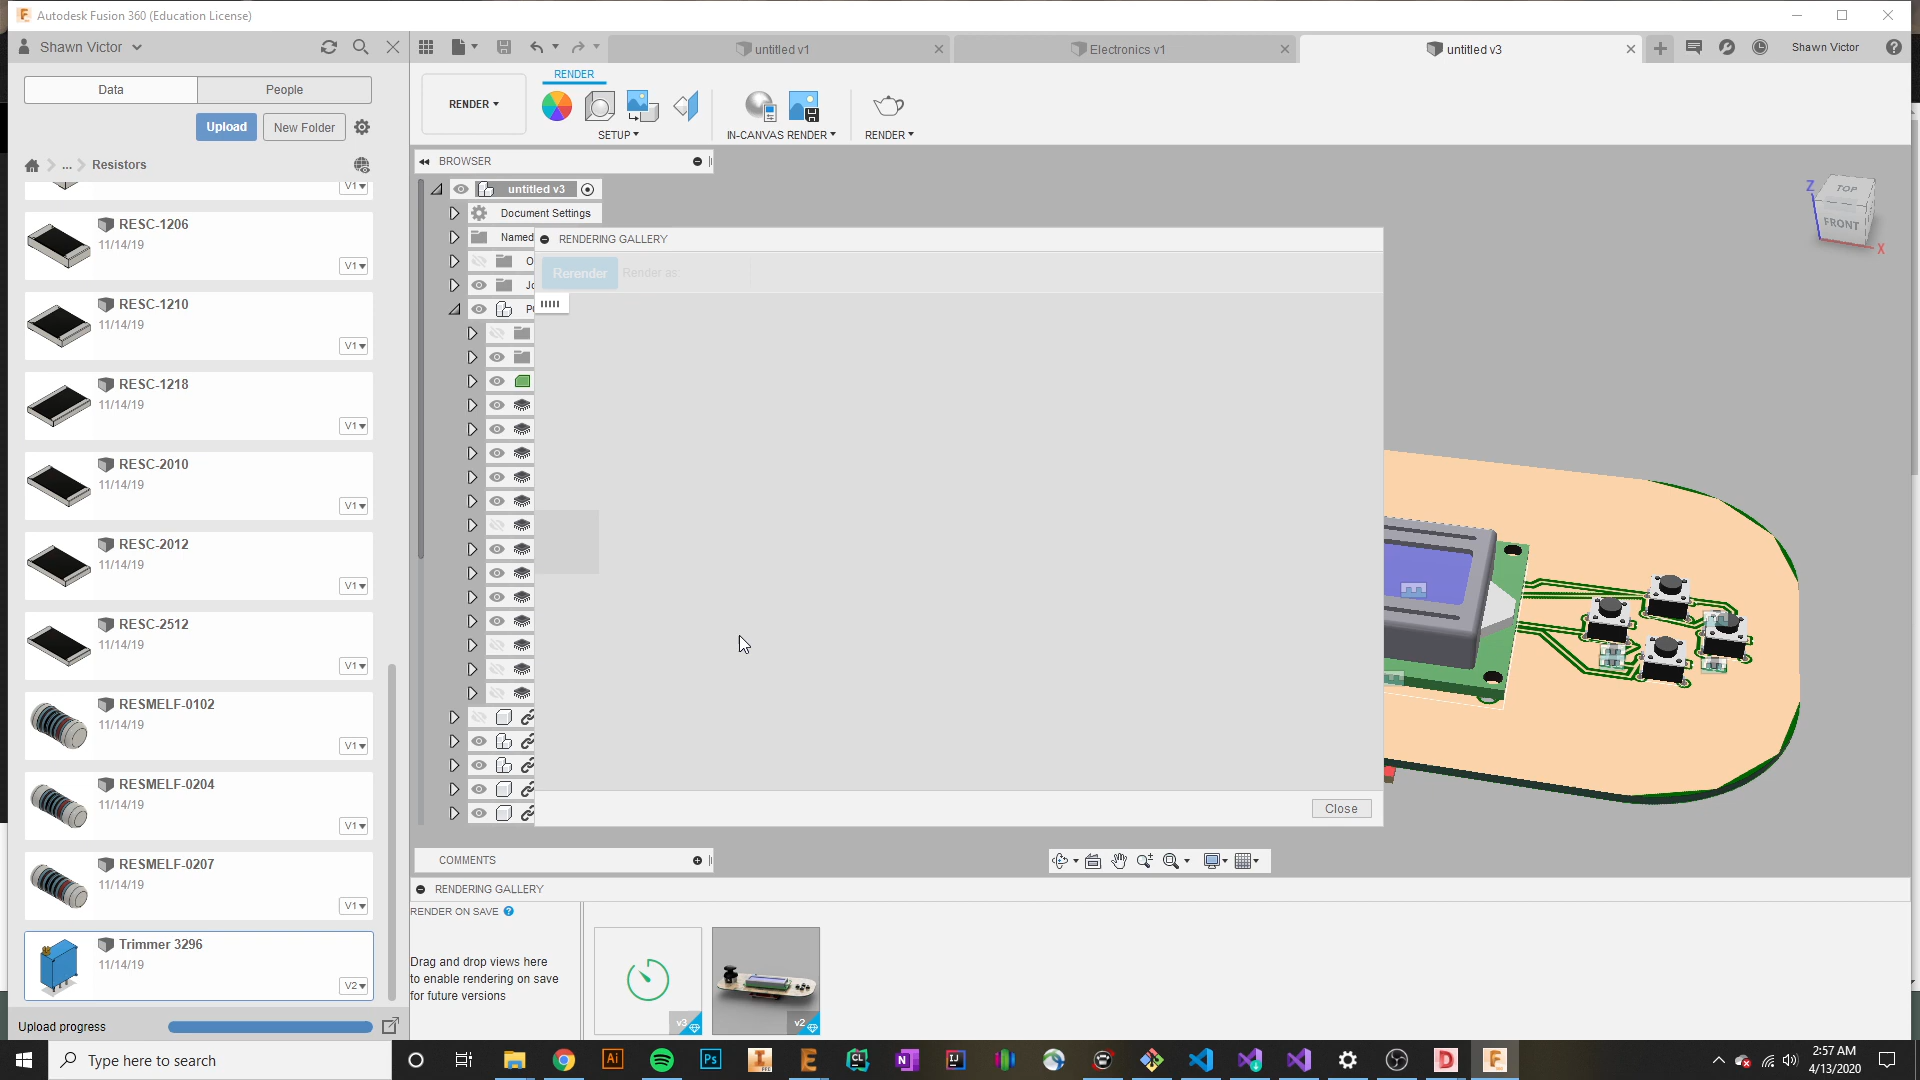 Autodesk Fusion 360 (Education License)
Shawn Victor
untitled v1
Electronics v1
untitled v3
Shawn Victor
Data
People
RENDER
RENDER
SETUP
IN-CANVAS RENDER
RENDER
Upload
New Folder
... Resistors
V1
RESC-1206
11/14/19
V1
RESC-1210
11/14/19
V1
RESC-1218
11/14/19
V1
RESC-2010
11/14/19
V1
RESC-2012
11/14/19
V1
RESC-2512
11/14/19
V1
RESMELF-0102
11/14/19
V1
RESMELF-0204
11/14/19
V1
RESMELF-0207
11/14/19
V1
Trimmer 3296
11/14/19
V2
Upload progress
BROWSER
untitled v3
Document Settings
Named
RENDERING GALLERY
Rerender Render as:
Close
TOP
FRONT
Z
X
COMMENTS
RENDERING GALLERY
RENDER ON SAVE
Drag and drop views here
to enable rendering on save
for future versions
v3
v2
Type here to search
2:57 AM
4/13/2020